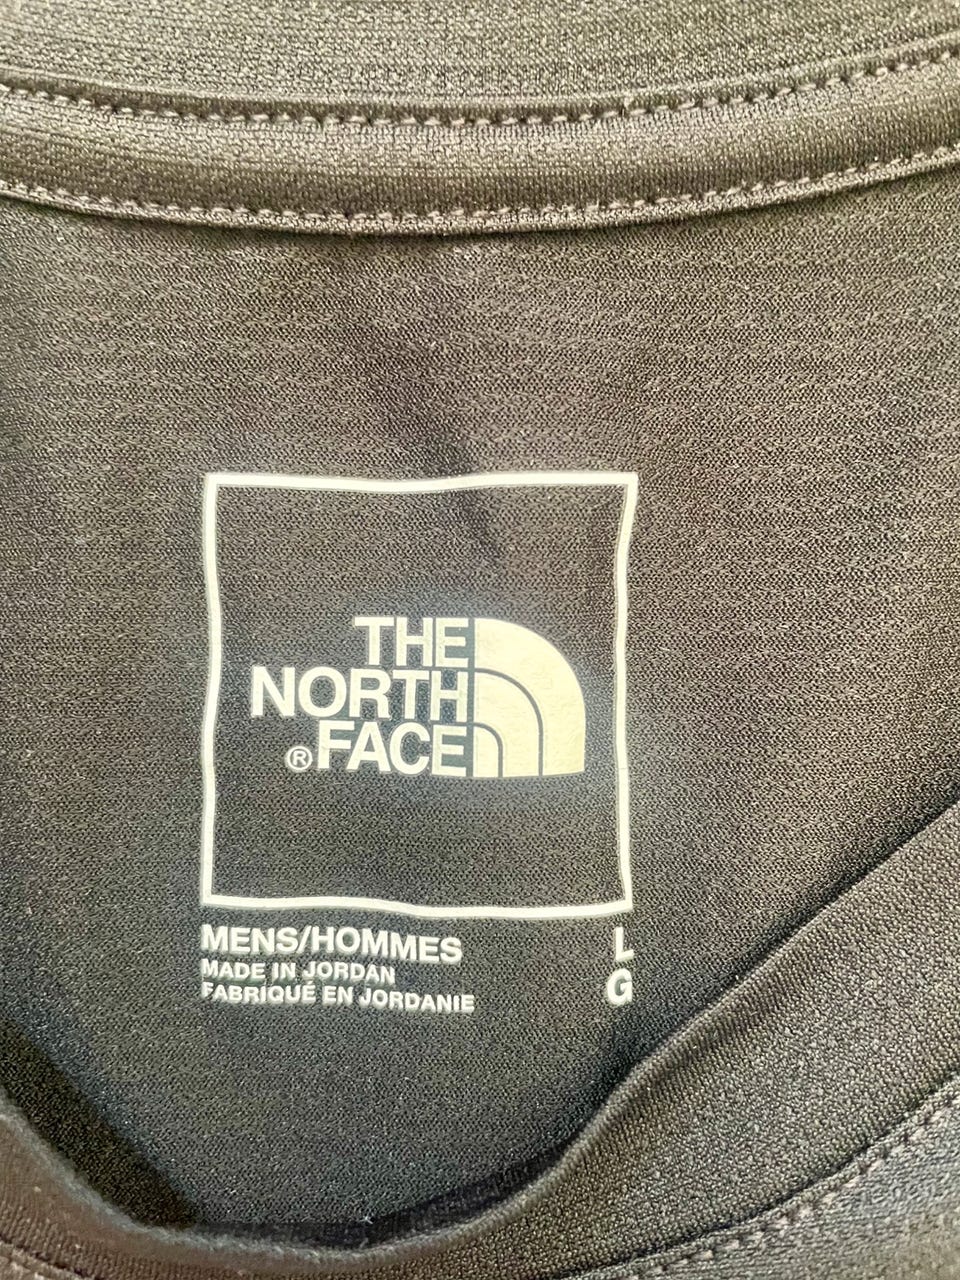 THE
NORTH
®FACE
MENS/HOMMES L
MADE IN JORDAN
FABRIQUÉ EN JORDANIE G